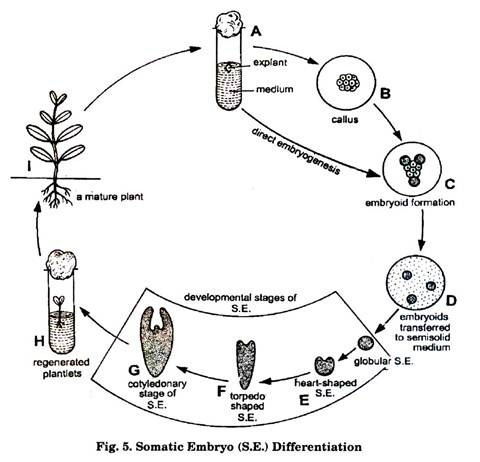 A
explant
medium
B
callus
direct embryogenesis
C
embryoid formation
D
embryoids
transferred
to semisolid
medium
developmental stages of
S.E.
globular S.E.
E
heart-shaped
S.E.
F
torpedo
shaped
S.E.
G
cotyledonary
stage of
S.E.
H
regenerated
plantlets
I
a mature plant
Fig. 5. Somatic Embryo (S.E.) Differentiation